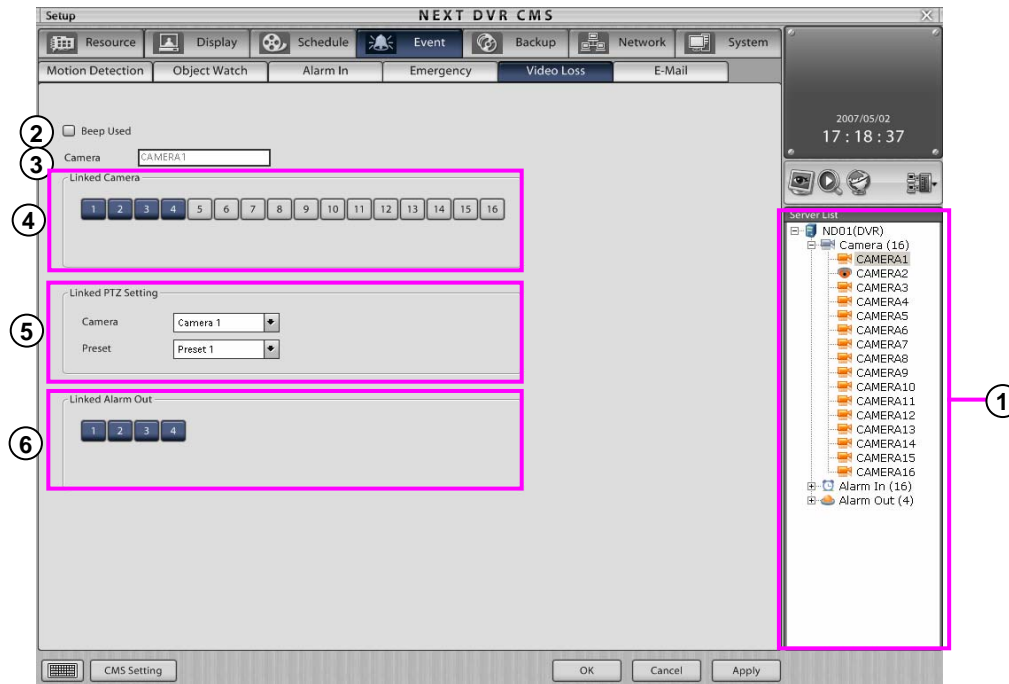 Setup NEXT DVR CMS
Resource Display Schedule Event Backup Network System
Motion Detection Object Watch Alarm In Emergency Video Loss E-Mail
2007/05/02
17:18:37
2 Beep Used
3 Camera CAMERA1
4 Linked Camera
1 2 3 4 5 6 7 8 9 10 11 12 13 14 15 16
5 Linked PTZ Setting
Camera Camera 1
Preset Preset 1
6 Linked Alarm Out
1 2 3 4
Server List
ND01(DVR)
Camera (16)
CAMERA1
CAMERA2
CAMERA3
CAMERA4
CAMERA5
CAMERA6
CAMERA7
CAMERA8
CAMERA9
CAMERA10
CAMERA11
CAMERA12
CAMERA13
CAMERA14
CAMERA15
CAMERA16
Alarm In (16)
Alarm Out (4)
1
CMS Setting OK Cancel Apply